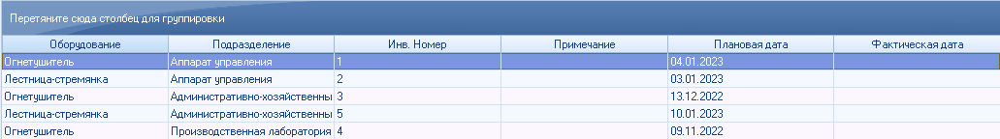 Перетяните сюда столбец для группировки
Оборудование Подразделение Инв. Номер Примечание Плановая дата Фактическая дата
Огнетушитель Аппарат управления 1 04.01.2023
Лестница-стремянка Аппарат управления 2 03.01.2023
Огнетушитель Административно-хозяйственны 3 13.12.2022
Лестница-стремянка Административно-хозяйственны 5 10.01.2023
Огнетушитель Производственная лаборатория 4 09.11.2022